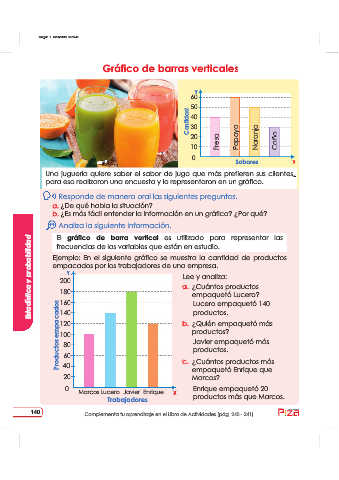 Gráfico de barras verticales
Y
60
50
40
30
20
10
0
Cantidad
Fresa
Papaya
Naranja
Coño
Sabores
X
Una juguería quiere saber el sabor de jugo que más prefieren sus clientes,
para eso realizaron una encuesta y la representaron en un gráfico.
Responde de manera oral las siguientes preguntas.
a. ¿De qué habla la situación?
b. ¿Es más fácil entender la información en un gráfico? ¿Por qué?
Analiza la siguiente información.
El gráfico de barra vertical es utilizado para representar las
frecuencias de las variables que están en estudio.
Ejemplo: En el siguiente gráfico se muestra la cantidad de productos
empacados por los trabajadores de una empresa.
Y
200
180
160
140
120
100
80
60
40
20
0
Productos empacados
Marcos Lucero Javier Enrique
X
Trabajadores
Lee y analiza:
a. ¿Cuántos productos
empaquetó Lucero?
Lucero empaquetó 140
productos.
b. ¿Quién empaquetó más
productos?
Javier empaquetó más
productos.
c. ¿Cuántos productos más
empaquetó Enrique que
Marcos?
Enrique empaquetó 20
productos más que Marcos.
Estadística y probabilidad
140
Complementa tu aprendizaje en el Libro de Actividades (pág. 240 - 241)